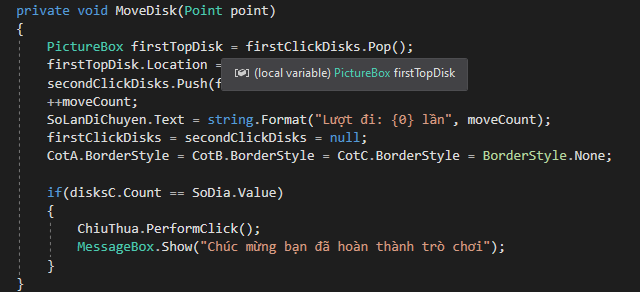 private void MoveDisk(Point point)
{
PictureBox firstTopDisk = firstClickDisks.Pop();
firstTopDisk.Location =
(local variable) PictureBox firstTopDisk
secondClickDisks.Push(f
++moveCount;
SoLanDiChuyen.Text = string.Format("Lượt đi: {0} lần", moveCount);
firstClickDisks = secondClickDisks = null;
CotA.BorderStyle = CotB.BorderStyle = CotC.BorderStyle = BorderStyle.None;
if(disksC.Count == SoDia.Value)
{
ChiuThua.PerformClick();
MessageBox.Show("Chúc mừng bạn đã hoàn thành trò chơi");
}
}